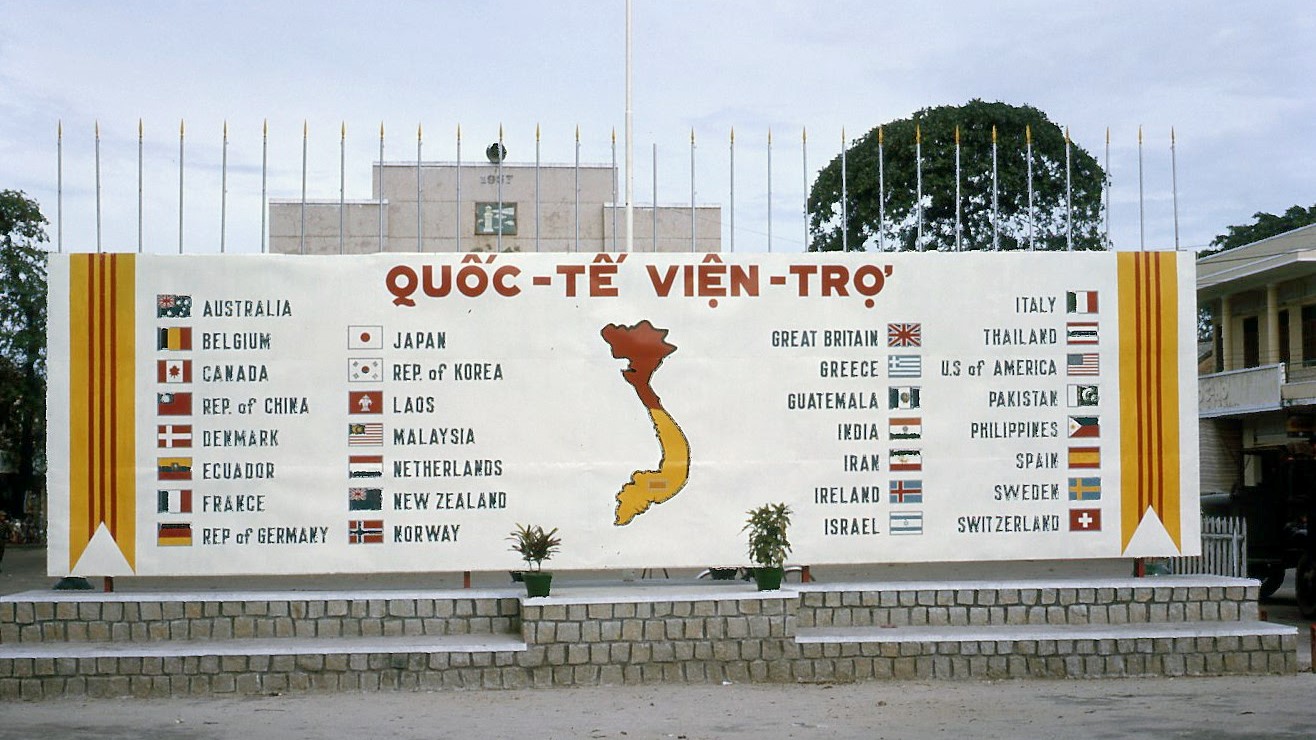 1957
QUỐC-TẾ VIỆN-TRỢ
AUSTRALIA
BELGIUM
CANADA
REP. of CHINA
DENMARK
ECUADOR
FRANCE
REP of GERMANY
JAPAN
REP. of KOREA
LAOS
MALAYSIA
NETHERLANDS
NEW ZEALAND
NORWAY
GREAT BRITAIN
GREECE
GUATEMALA
INDIA
IRAN
IRELAND
ISRAEL
ITALY
THAILAND
U.S of AMERICA
PAKISTAN
PHILIPPINES
SPAIN
SWEDEN
SWITZERLAND